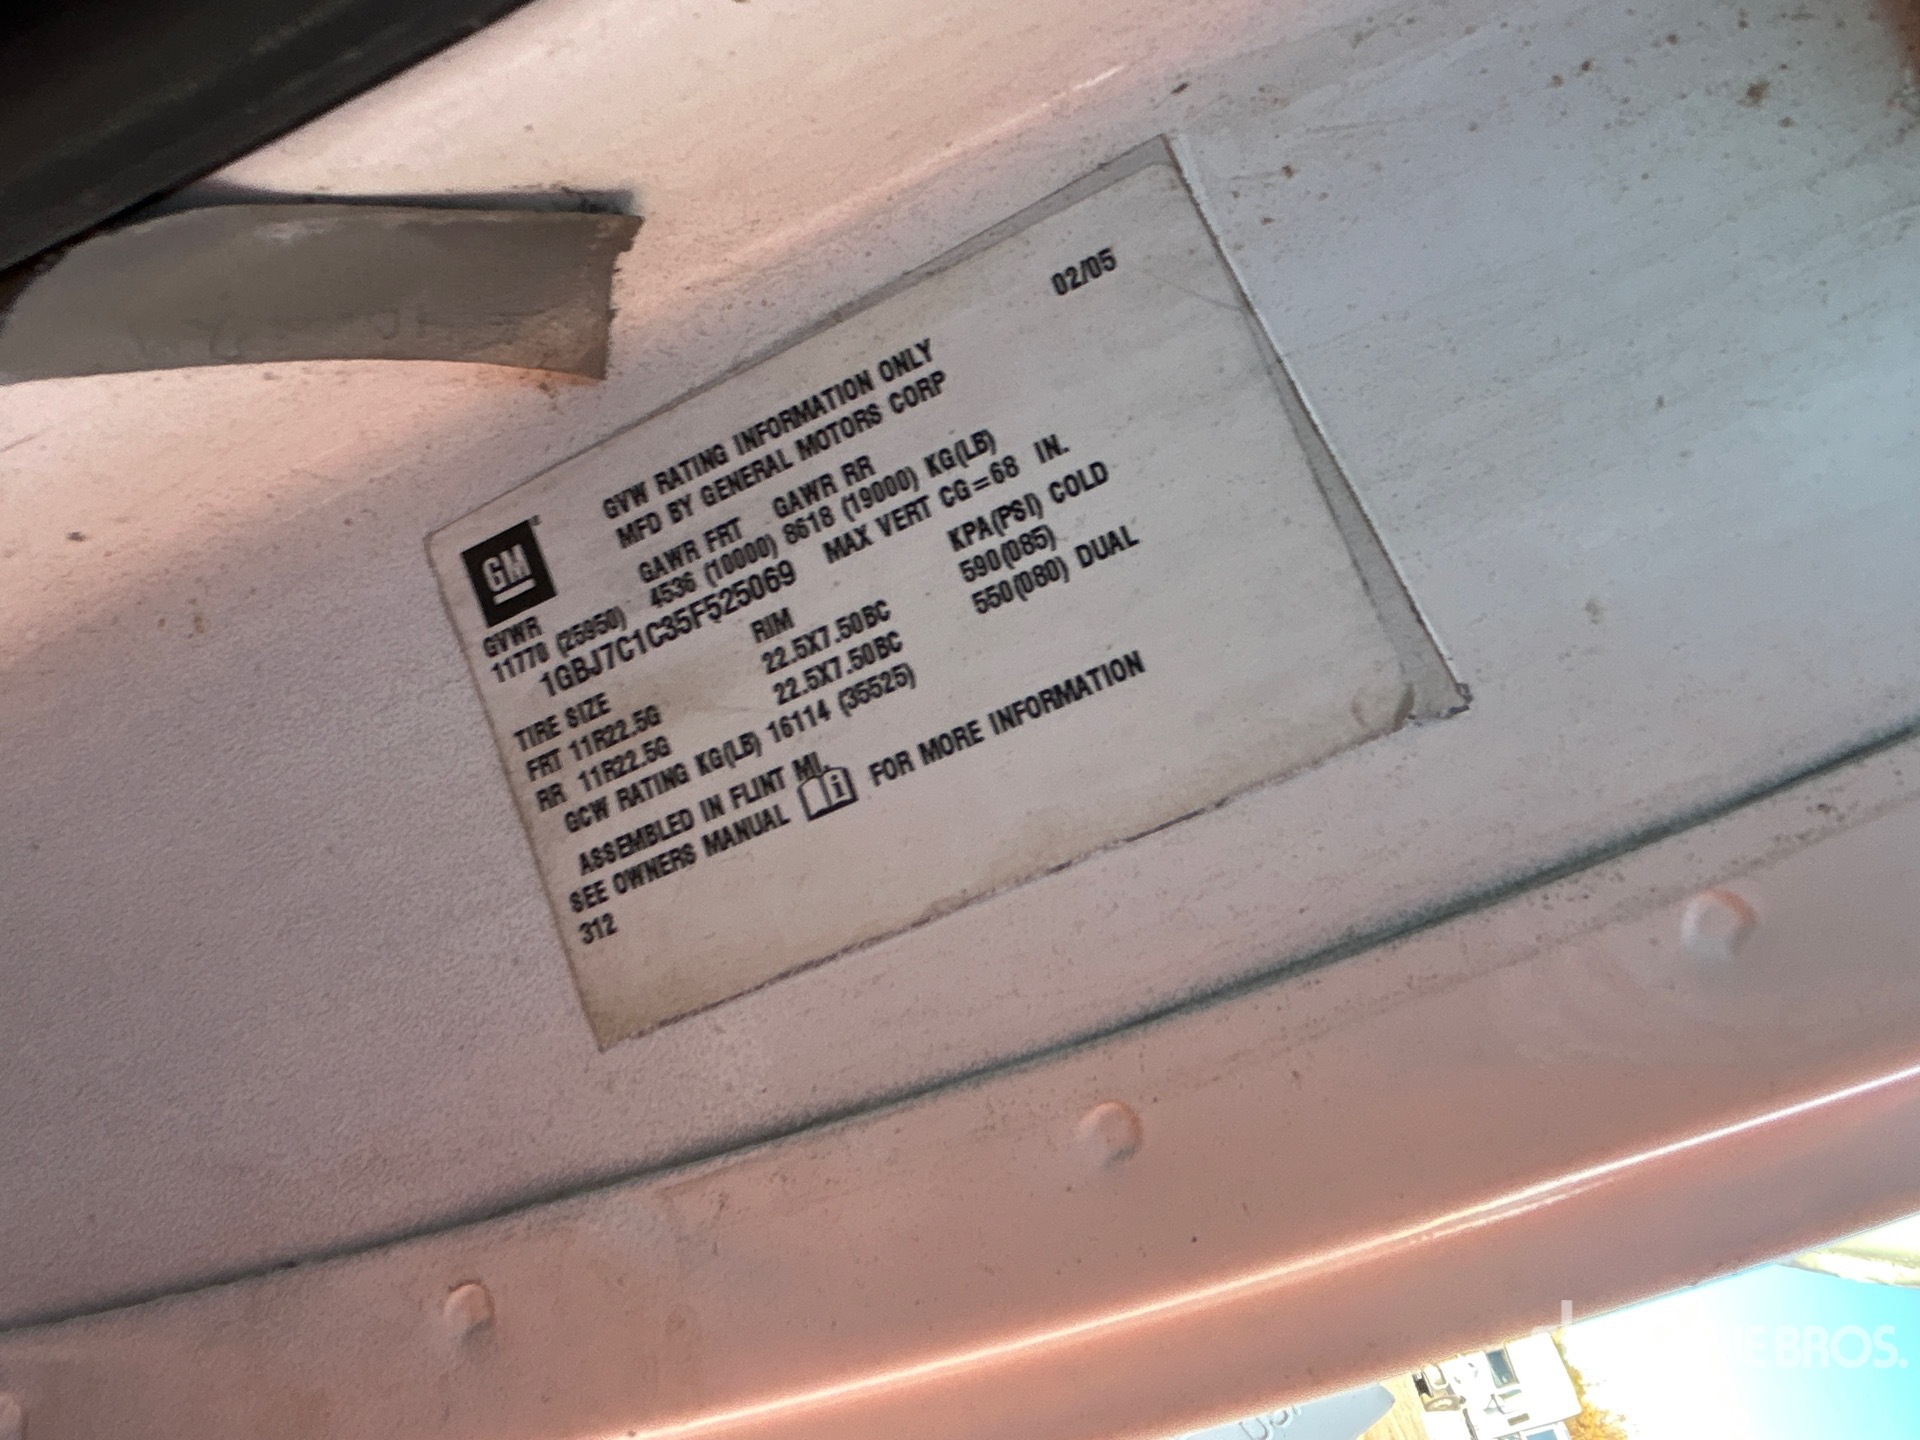 02/05
GM
GVW RATING INFORMATION ONLY
MFD BY GENERAL MOTORS CORP
GVWR GAWR FRT GAWR RR
11770 (25950) 4536 (10000) 8618 (19000) KG(LB)
1GBJ7C1C35F525069 MAX VERT CG=68 IN.
TIRE SIZE RIM KPA(PSI) COLD
FRT 11R22.5G 22.5X7.50BC 590(085)
RR 11R22.5G 22.5X7.50BC 550(080) DUAL
GCW RATING KG(LB) 16114 (35525)
ASSEMBLED IN FLINT MI.
SEE OWNERS MANUAL i FOR MORE INFORMATION
312
BROS.